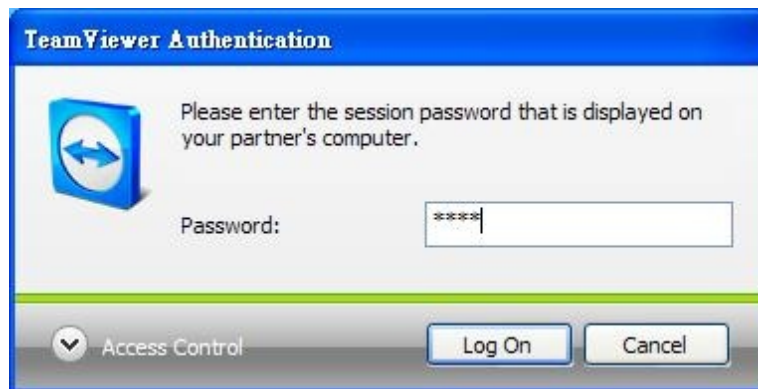 TeamViewer Authentication
Please enter the session password that is displayed on
your partner's computer.
Password:
****
Access Control
Log On
Cancel